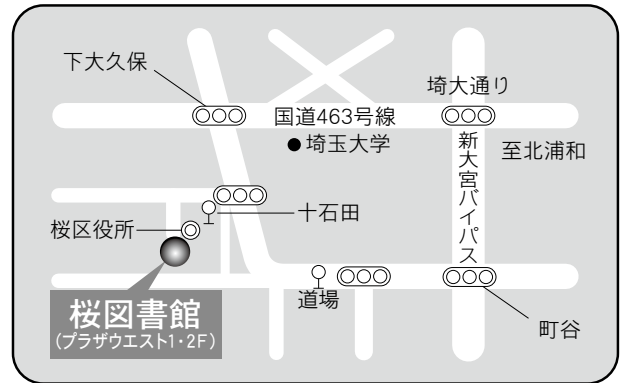 下大久保
埼大通り
国道463号線
●埼玉大学
新大宮バイパス
至北浦和
十石田
桜区役所
道場
桜図書館
(プラザウエスト1・2F)
町谷